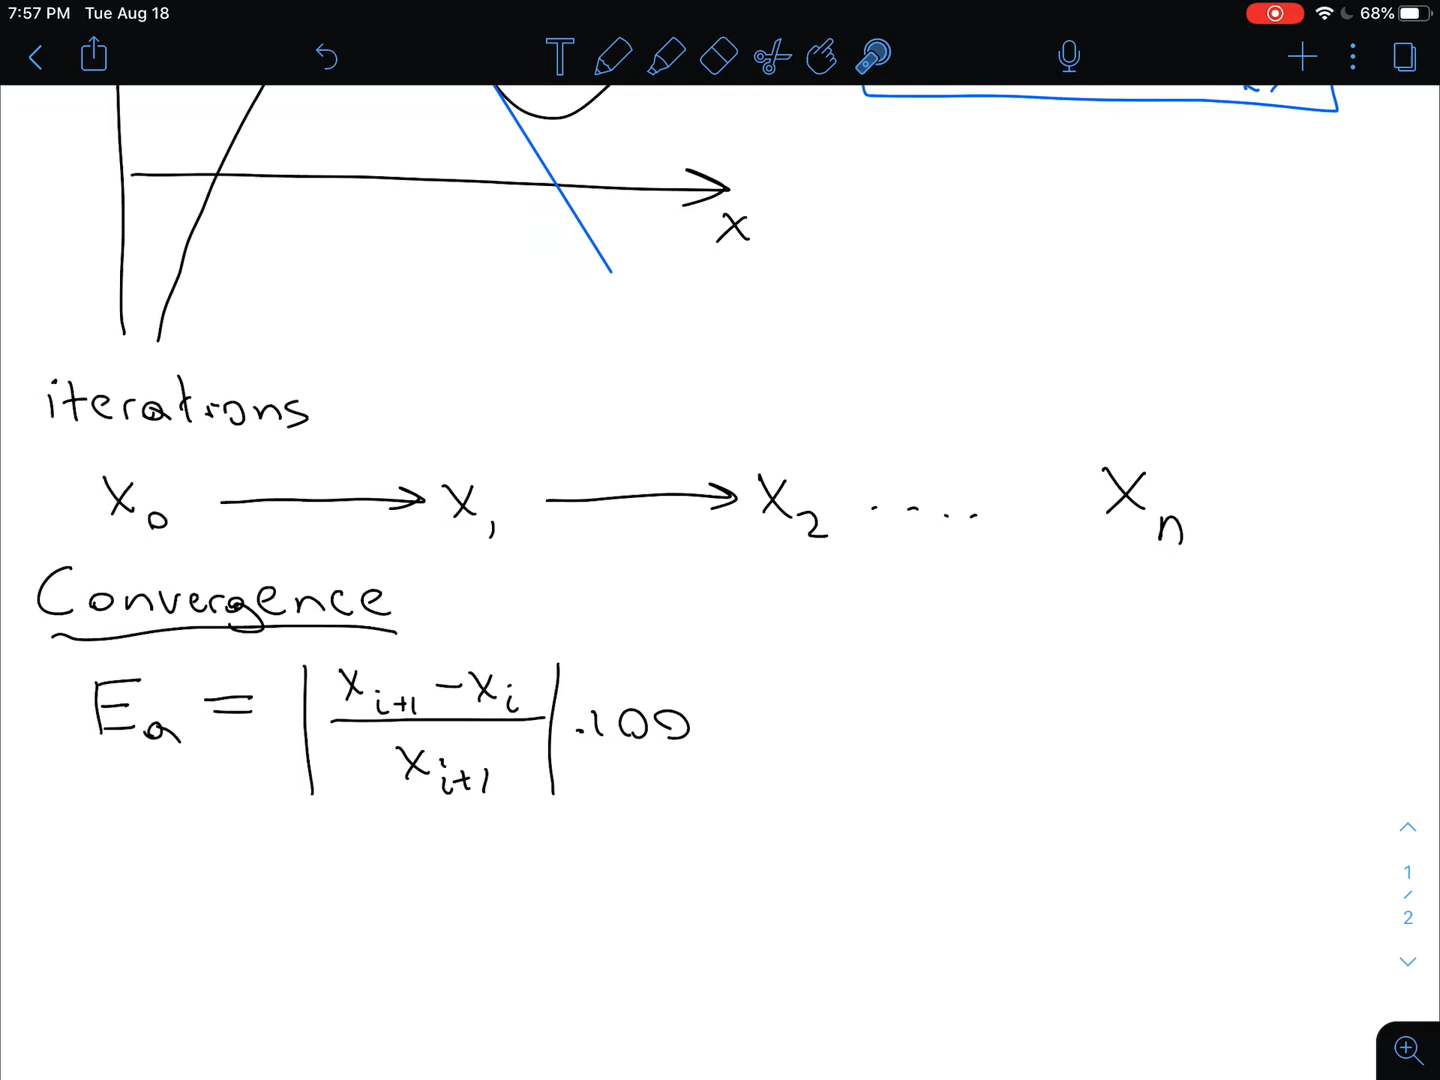 7:57 PM Tue Aug 18 68%
T
x
iterations
x₀ → x₁ → x₂ .... xₙ
Convergence
Eₐ = | (xᵢ₊₁ - xᵢ) / xᵢ₊₁ | .100
1
/
2